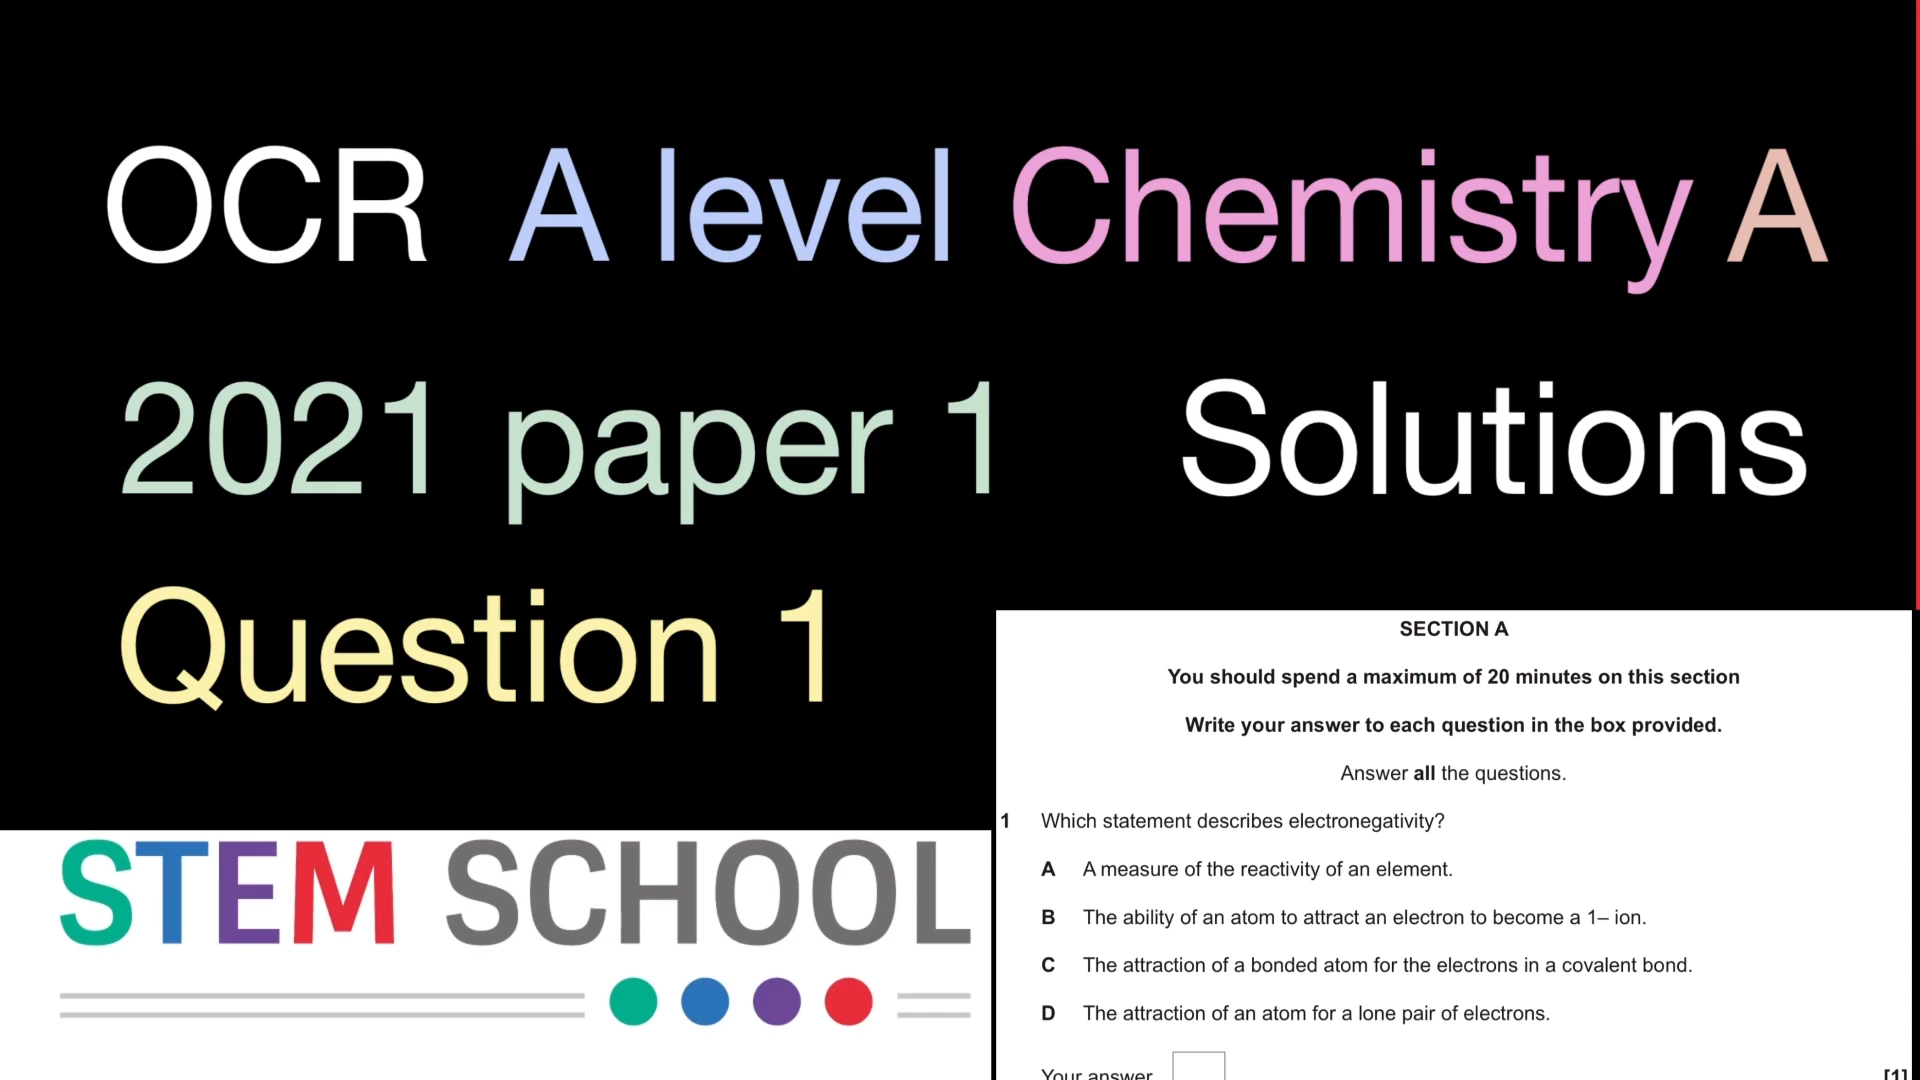 OCR A level Chemistry A
2021 paper 1 Solutions
Question 1
STEM SCHOOL
SECTION A
You should spend a maximum of 20 minutes on this section
Write your answer to each question in the box provided.
Answer all the questions.
1 Which statement describes electronegativity?
A A measure of the reactivity of an element.
B The ability of an atom to attract an electron to become a 1– ion.
C The attraction of a bonded atom for the electrons in a covalent bond.
D The attraction of an atom for a lone pair of electrons.
Your answer [1]